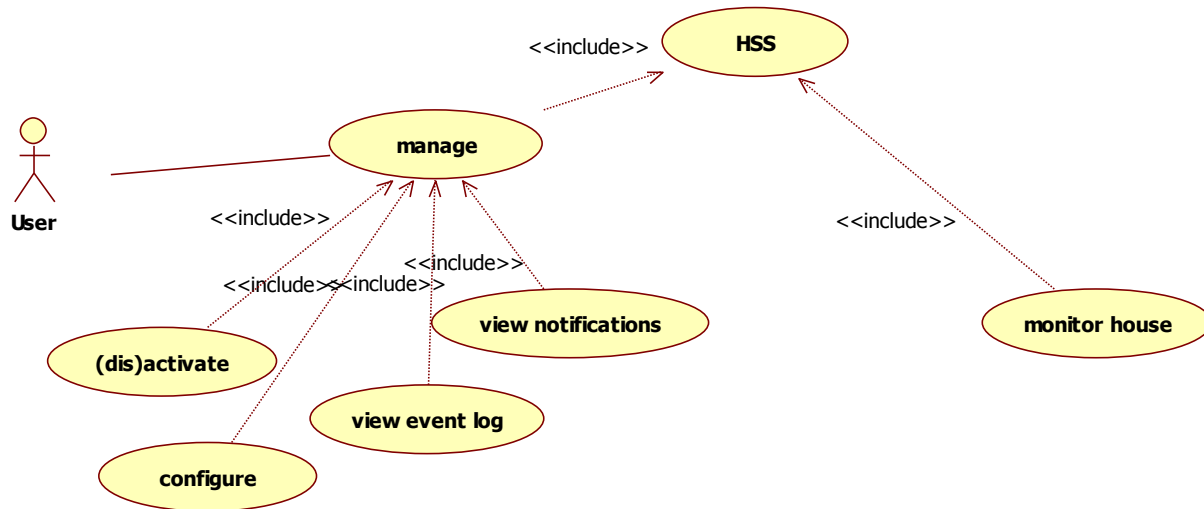 HSS
<<include>>
manage
User
<<include>>
<<include>>
<<include>>
<<include>>
<<include>>
view notifications
monitor house
(dis)activate
view event log
configure